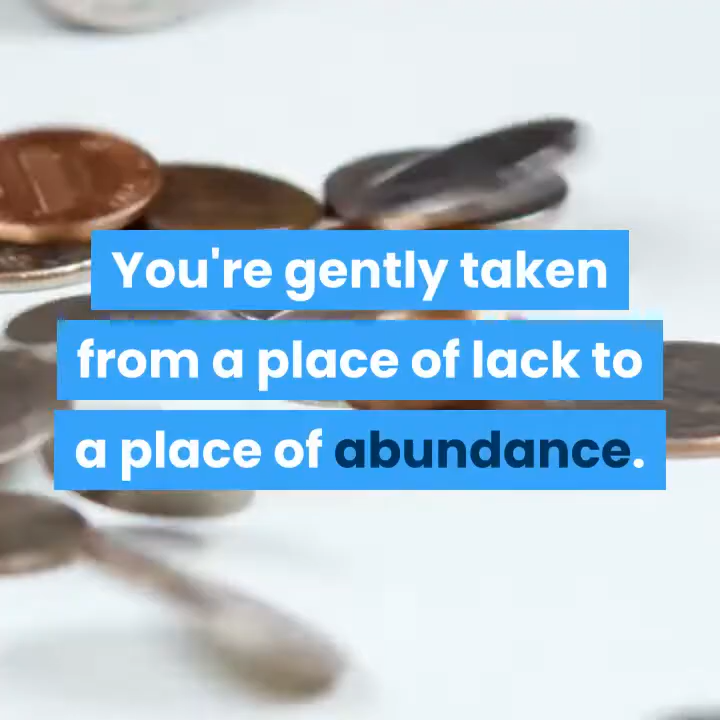 You're gently taken
from a place of lack to
a place of abundance.